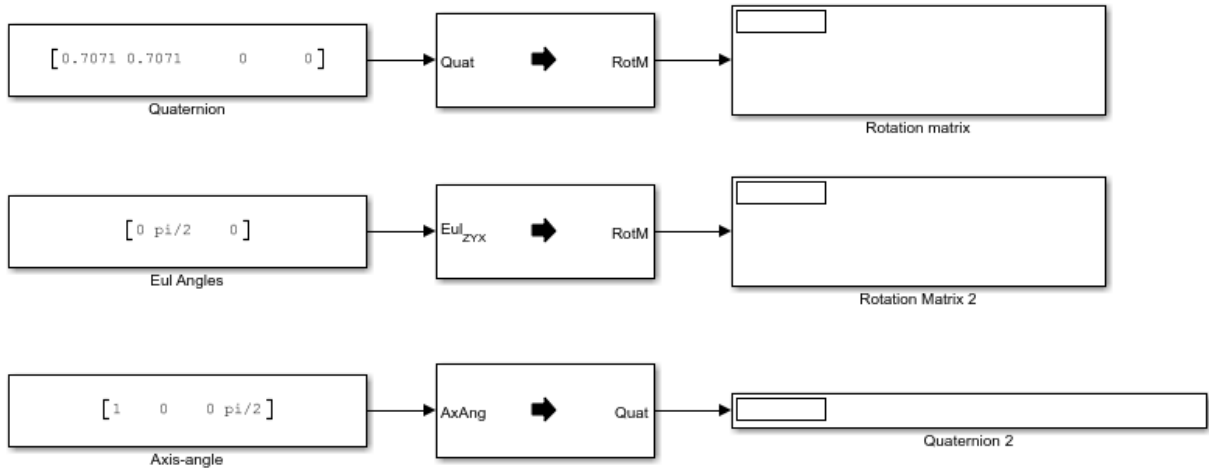 [0.7071 0.7071 0 0]
Quat
RotM
Quaternion
Rotation matrix
[0 pi/2 0]
Eul_ZYX
RotM
Eul Angles
Rotation Matrix 2
[1 0 0 pi/2]
AxAng
Quat
Axis-angle
Quaternion 2